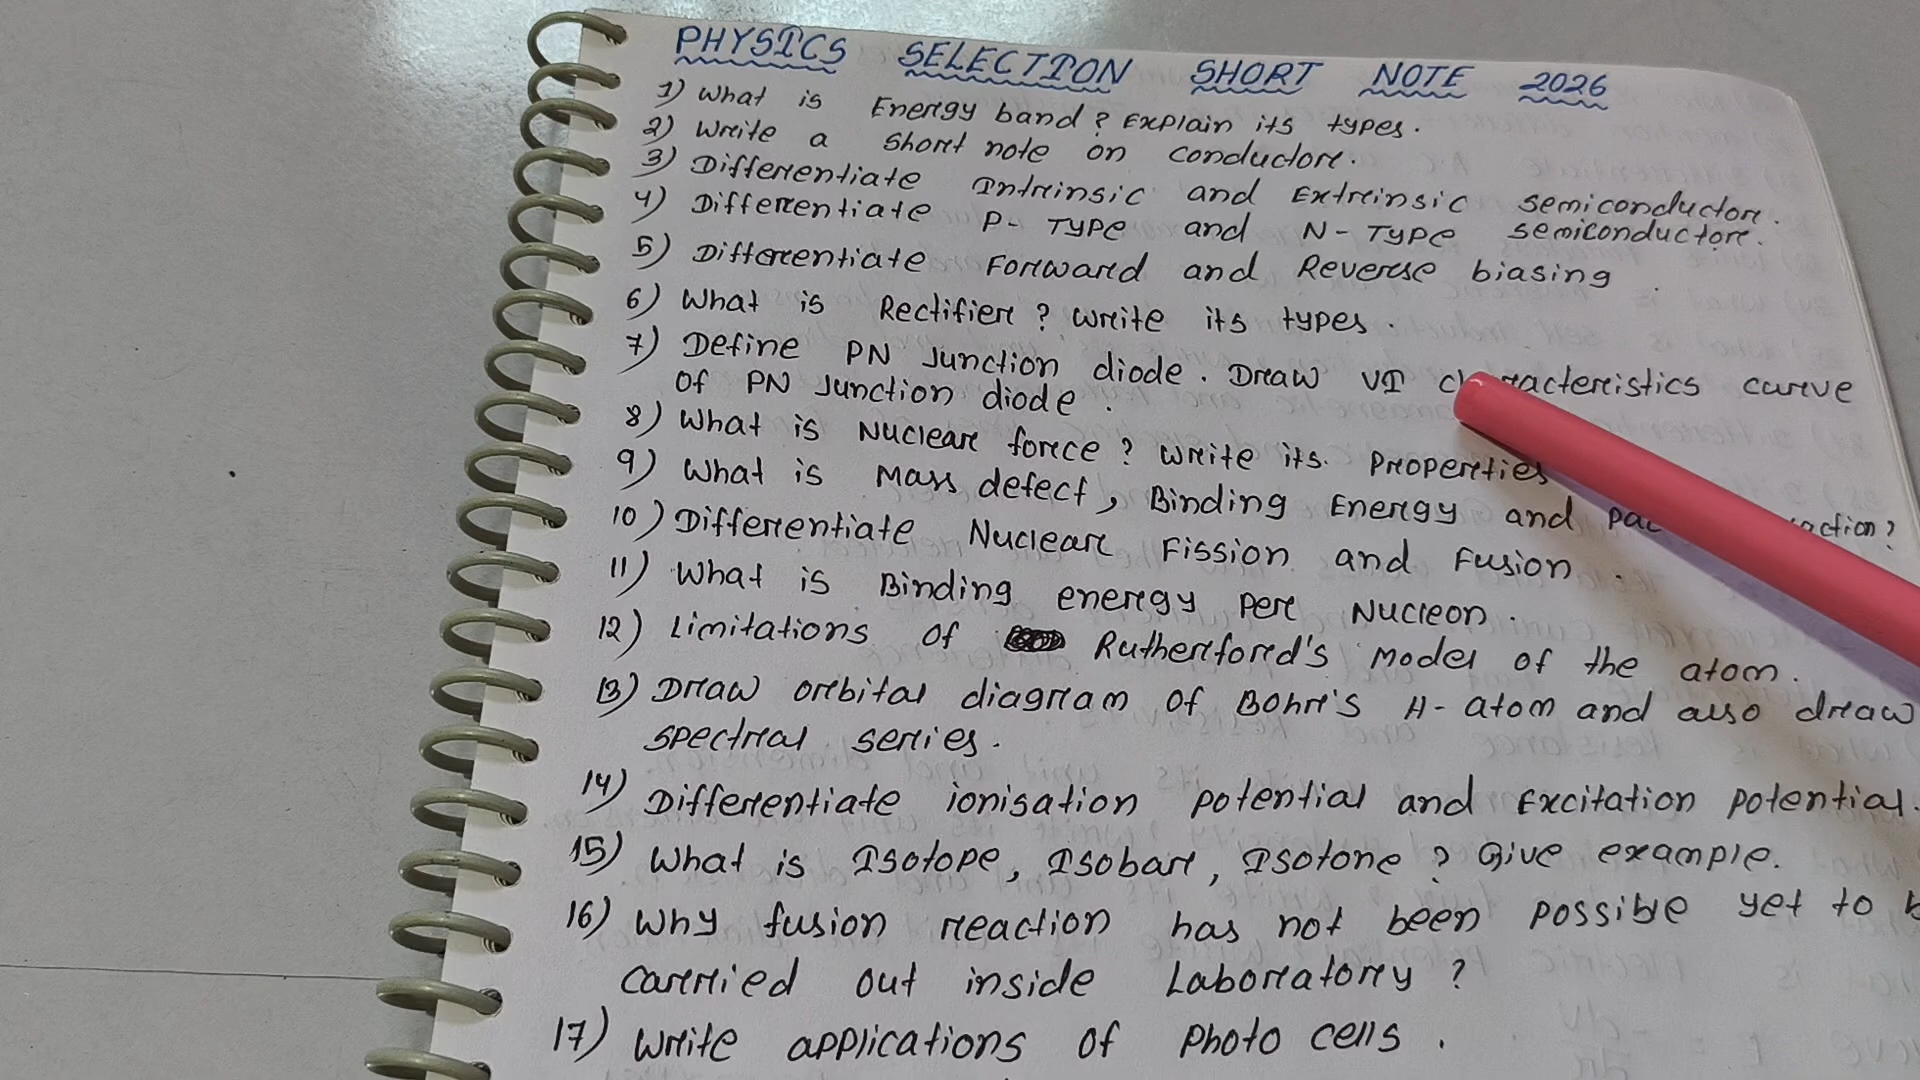 PHYSICS SELECTION SHORT NOTE 2026
1) What is Energy band? Explain its types.
2) Write a short note on conductor.
3) Differentiate Intrinsic and Extrinsic semiconductor.
4) Differentiate P-Type and N-Type semiconductor.
5) Differentiate Forward and Reverse biasing.
6) What is Rectifier? Write its types.
7) Define PN Junction diode. Draw VI characteristics curve
of PN Junction diode.
8) What is Nuclear force? Write its Properties
9) What is Mass defect, Binding Energy and
10) Differentiate Nuclear Fission and Fusion.
11) What is Binding energy per Nucleon.
12) Limitations of Rutherford's Model of the atom.
13) Draw orbital diagram of Bohr's H-atom and also draw
spectral series.
14) Differentiate ionisation potential and Excitation potential.
15) What is Isotope, Isobar, Isotone? Give example.
16) Why fusion reaction has not been possible yet to
carried out inside Laboratory?
17) Write applications of Photo cells.